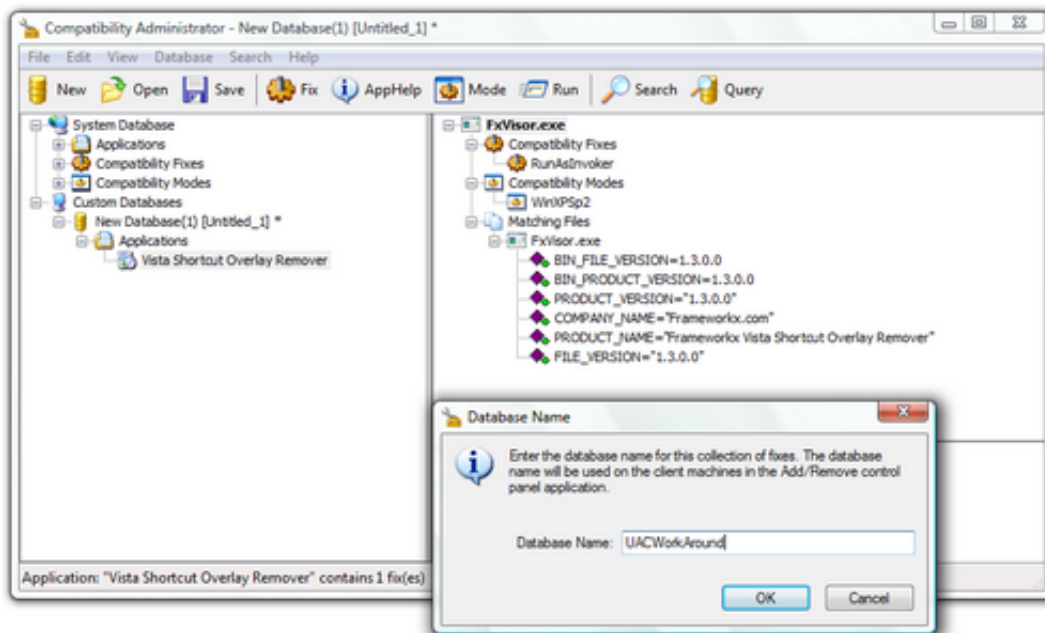 Compatibility Administrator - New Database(1) [Untitled_1] *
File Edit View Database Search Help
New Open Save Fix AppHelp Mode Run Search Query
System Database
Applications
Compatibility Fixes
Compatibility Modes
Custom Databases
New Database(1) [Untitled_1] *
Applications
Vista Shortcut Overlay Remover
FxVisor.exe
Compatibility Fixes
RunAsInvoker
Compatibility Modes
WinXPSp2
Matching Files
FxVisor.exe
BIN_FILE_VERSION=1.3.0.0
BIN_PRODUCT_VERSION=1.3.0.0
PRODUCT_VERSION="1.3.0.0"
COMPANY_NAME="Frameworkx.com"
PRODUCT_NAME="Frameworkx Vista Shortcut Overlay Remover"
FILE_VERSION="1.3.0.0"
Database Name
Enter the database name for this collection of fixes. The database
name will be used on the client machines in the Add/Remove control
panel application.
Database Name: UACWorkAround
OK Cancel
Application: "Vista Shortcut Overlay Remover" contains 1 fix(es)